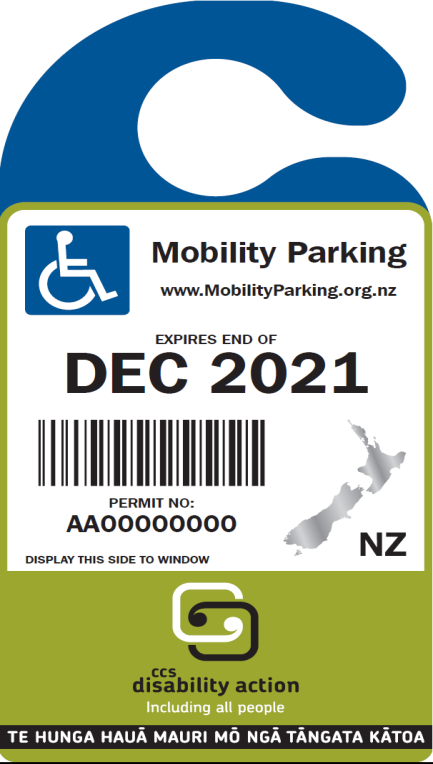 Mobility Parking
www.MobilityParking.org.nz
EXPIRES END OF
DEC 2021
PERMIT NO:
AA00000000
NZ
DISPLAY THIS SIDE TO WINDOW
ccs
disability action
Including all people
TE HUNGA HAUĀ MAURI MŌ NGĀ TĀNGATA KĀTOA